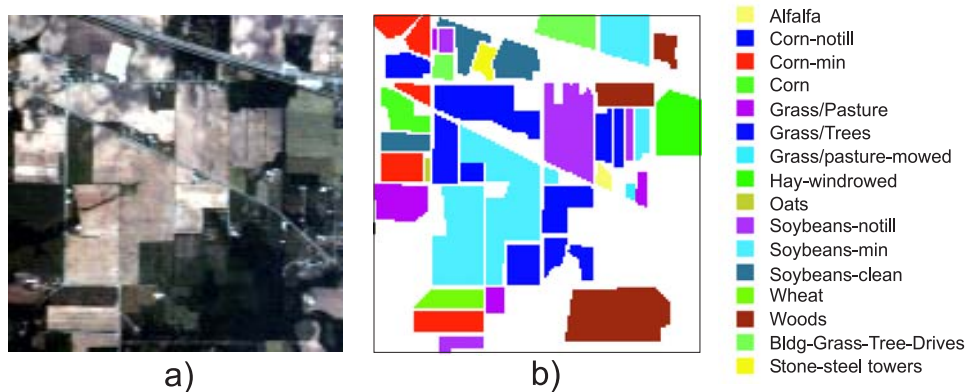 Alfalfa
Corn-notill
Corn-min
Corn
Grass/Pasture
Grass/Trees
Grass/pasture-mowed
Hay-windrowed
Oats
Soybeans-notill
Soybeans-min
Soybeans-clean
Wheat
Woods
Bldg-Grass-Tree-Drives
Stone-steel towers
a)
b)